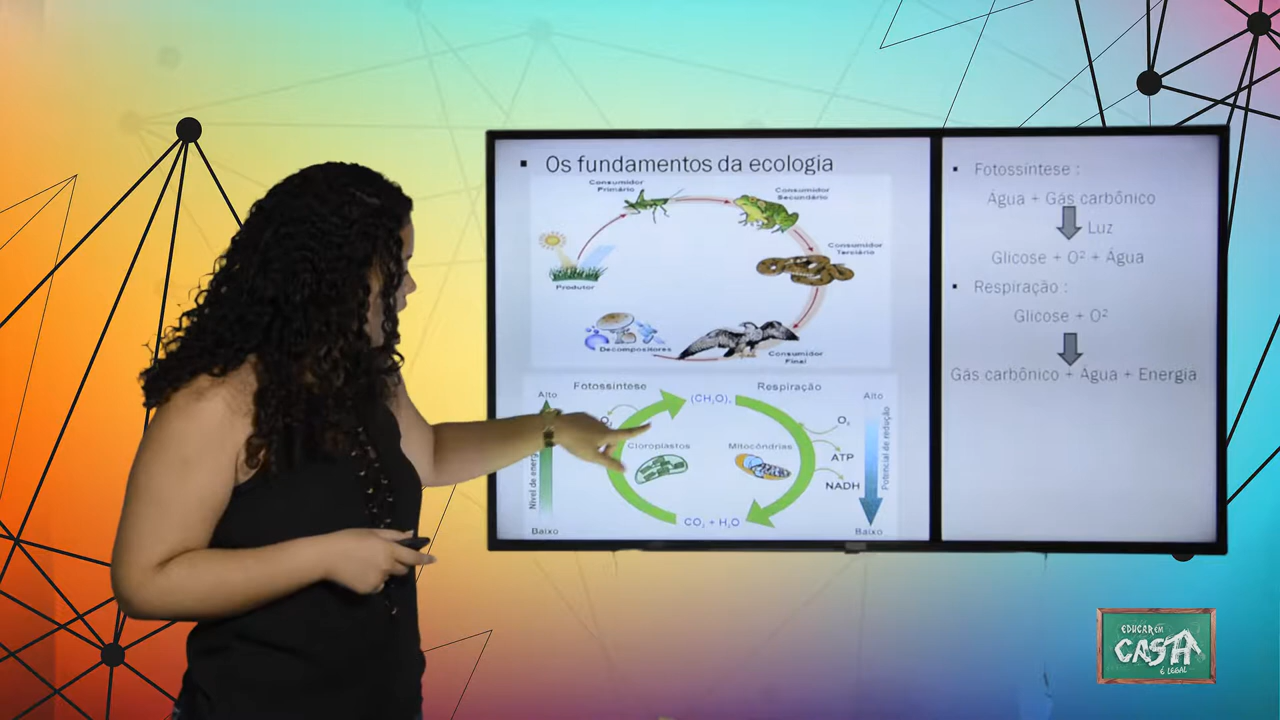 Os fundamentos da ecologia
Consumidor
Primário
Consumidor
Secundário
Consumidor
Terciário
Produtor
Decompositores
Consumidor
Final
Fotossíntese
Respiração
Alto
(CH₂O)ₙ
Alto
O₂
O₂
Cloroplastos
Mitocôndrias
ATP
NADH
Nível de energ
Potencial de redução
Baixo
CO₂ + H₂O
Baixo
Fotossíntese :
Água + Gás carbônico
Luz
Glicose + O² + Água
Respiração :
Glicose + O²
Gás carbônico + Água + Energia
EDUCAR EM
CASA
É LEGAL